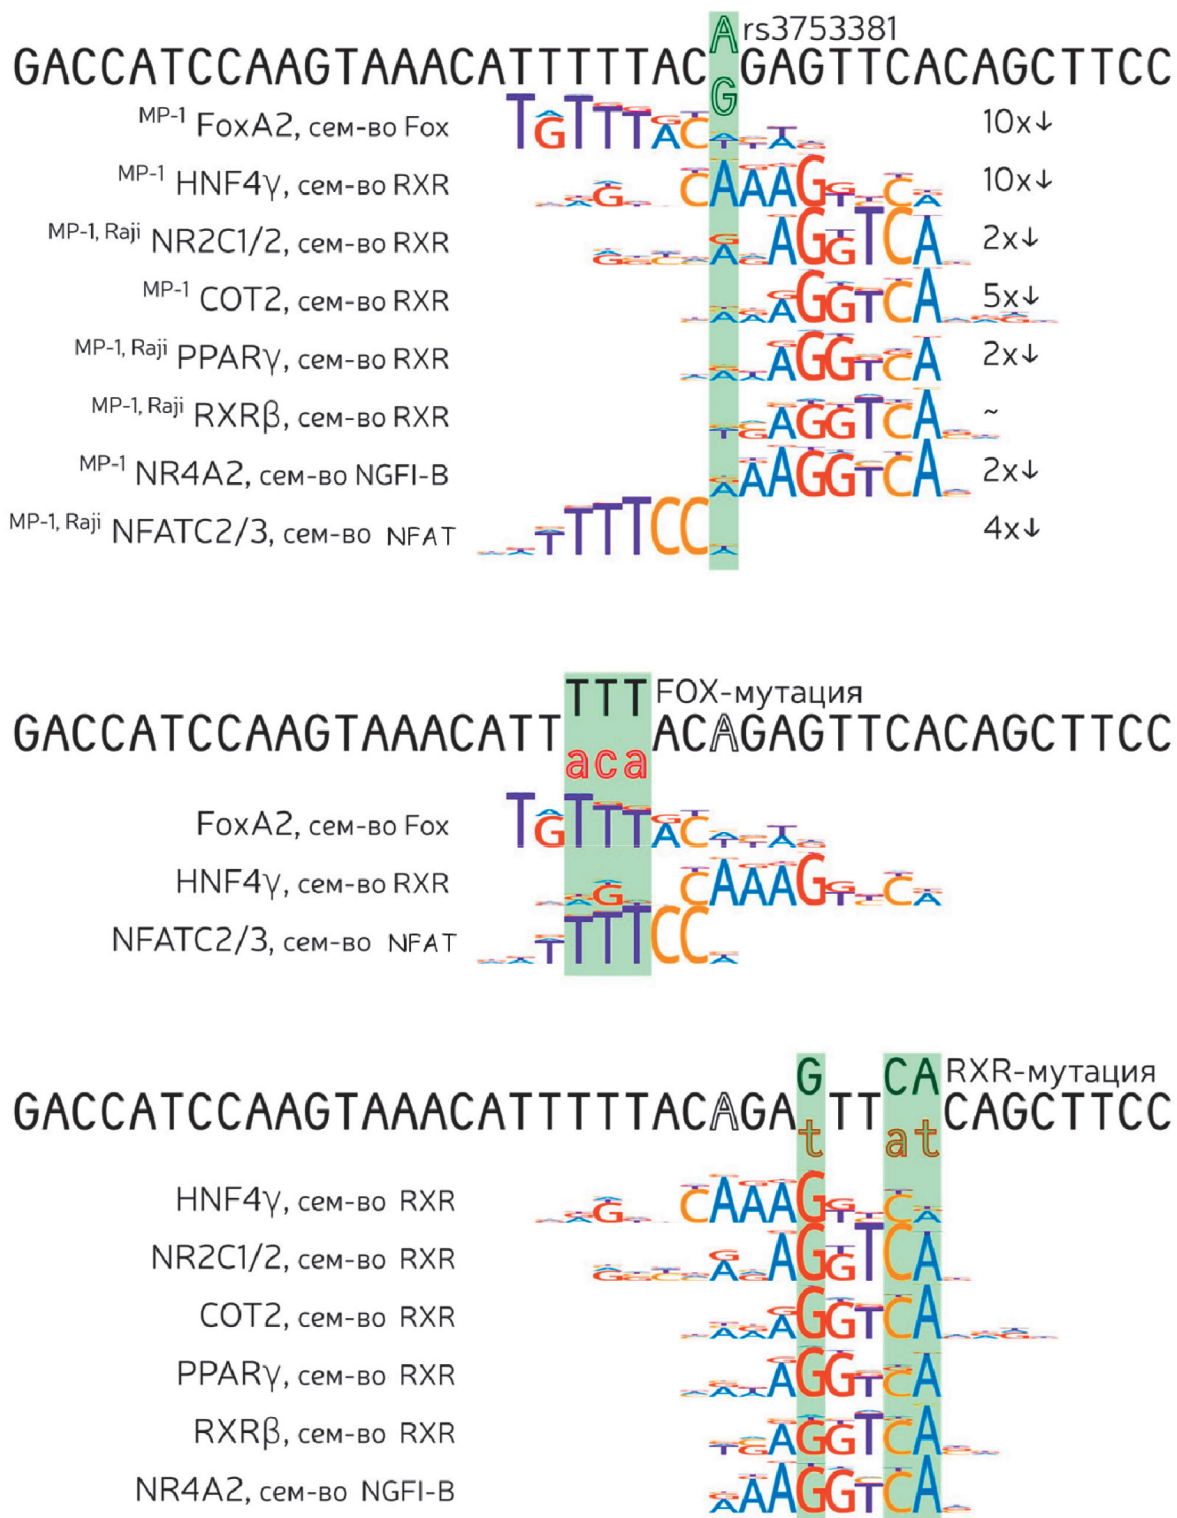 A rs3753381
GACCATCCAAGTAAACATTTTTAC GAGTTCACAGCTTCC
G
MP-1 FoxA2, сем-во Fox 10x↓
MP-1 HNF4γ, сем-во RXR 10x↓
MP-1, Raji NR2C1/2, сем-во RXR 2x↓
MP-1 COT2, сем-во RXR 5x↓
MP-1, Raji PPARγ, сем-во RXR 2x↓
MP-1, Raji RXRβ, сем-во RXR ~
MP-1 NR4A2, сем-во NGFI-B 2x↓
MP-1, Raji NFATC2/3, сем-во NFAT 4x↓
TTT FOX-мутация
GACCATCCAAGTAAACATT ACAGAGTTCACAGCTTCC
aca
FoxA2, сем-во Fox
HNF4γ, сем-во RXR
NFATC2/3, сем-во NFAT
G CA RXR-мутация
GACCATCCAAGTAAACATTTTTACAGA TT CAGCTTCC
t at
HNF4γ, сем-во RXR
NR2C1/2, сем-во RXR
COT2, сем-во RXR
PPARγ, сем-во RXR
RXRβ, сем-во RXR
NR4A2, сем-во NGFI-B